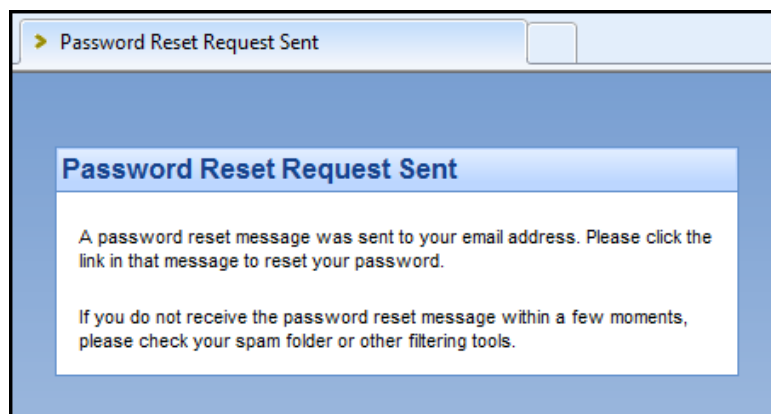 Password Reset Request Sent
Password Reset Request Sent
A password reset message was sent to your email address. Please click the
link in that message to reset your password.
If you do not receive the password reset message within a few moments,
please check your spam folder or other filtering tools.